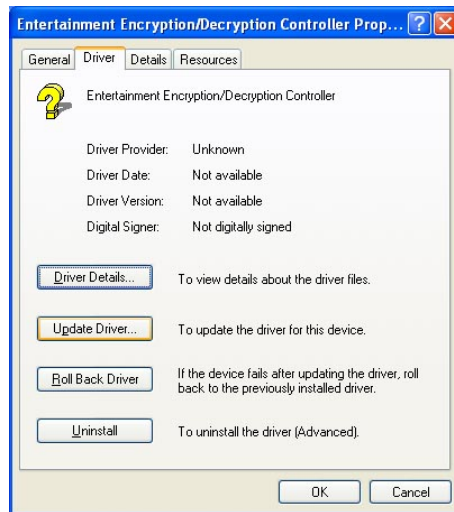 Entertainment Encryption/Decryption Controller Prop...
General Driver Details Resources
Entertainment Encryption/Decryption Controller
Driver Provider: Unknown
Driver Date: Not available
Driver Version: Not available
Digital Signer: Not digitally signed
Driver Details... To view details about the driver files.
Update Driver... To update the driver for this device.
Roll Back Driver If the device fails after updating the driver, roll
back to the previously installed driver.
Uninstall To uninstall the driver (Advanced).
OK Cancel